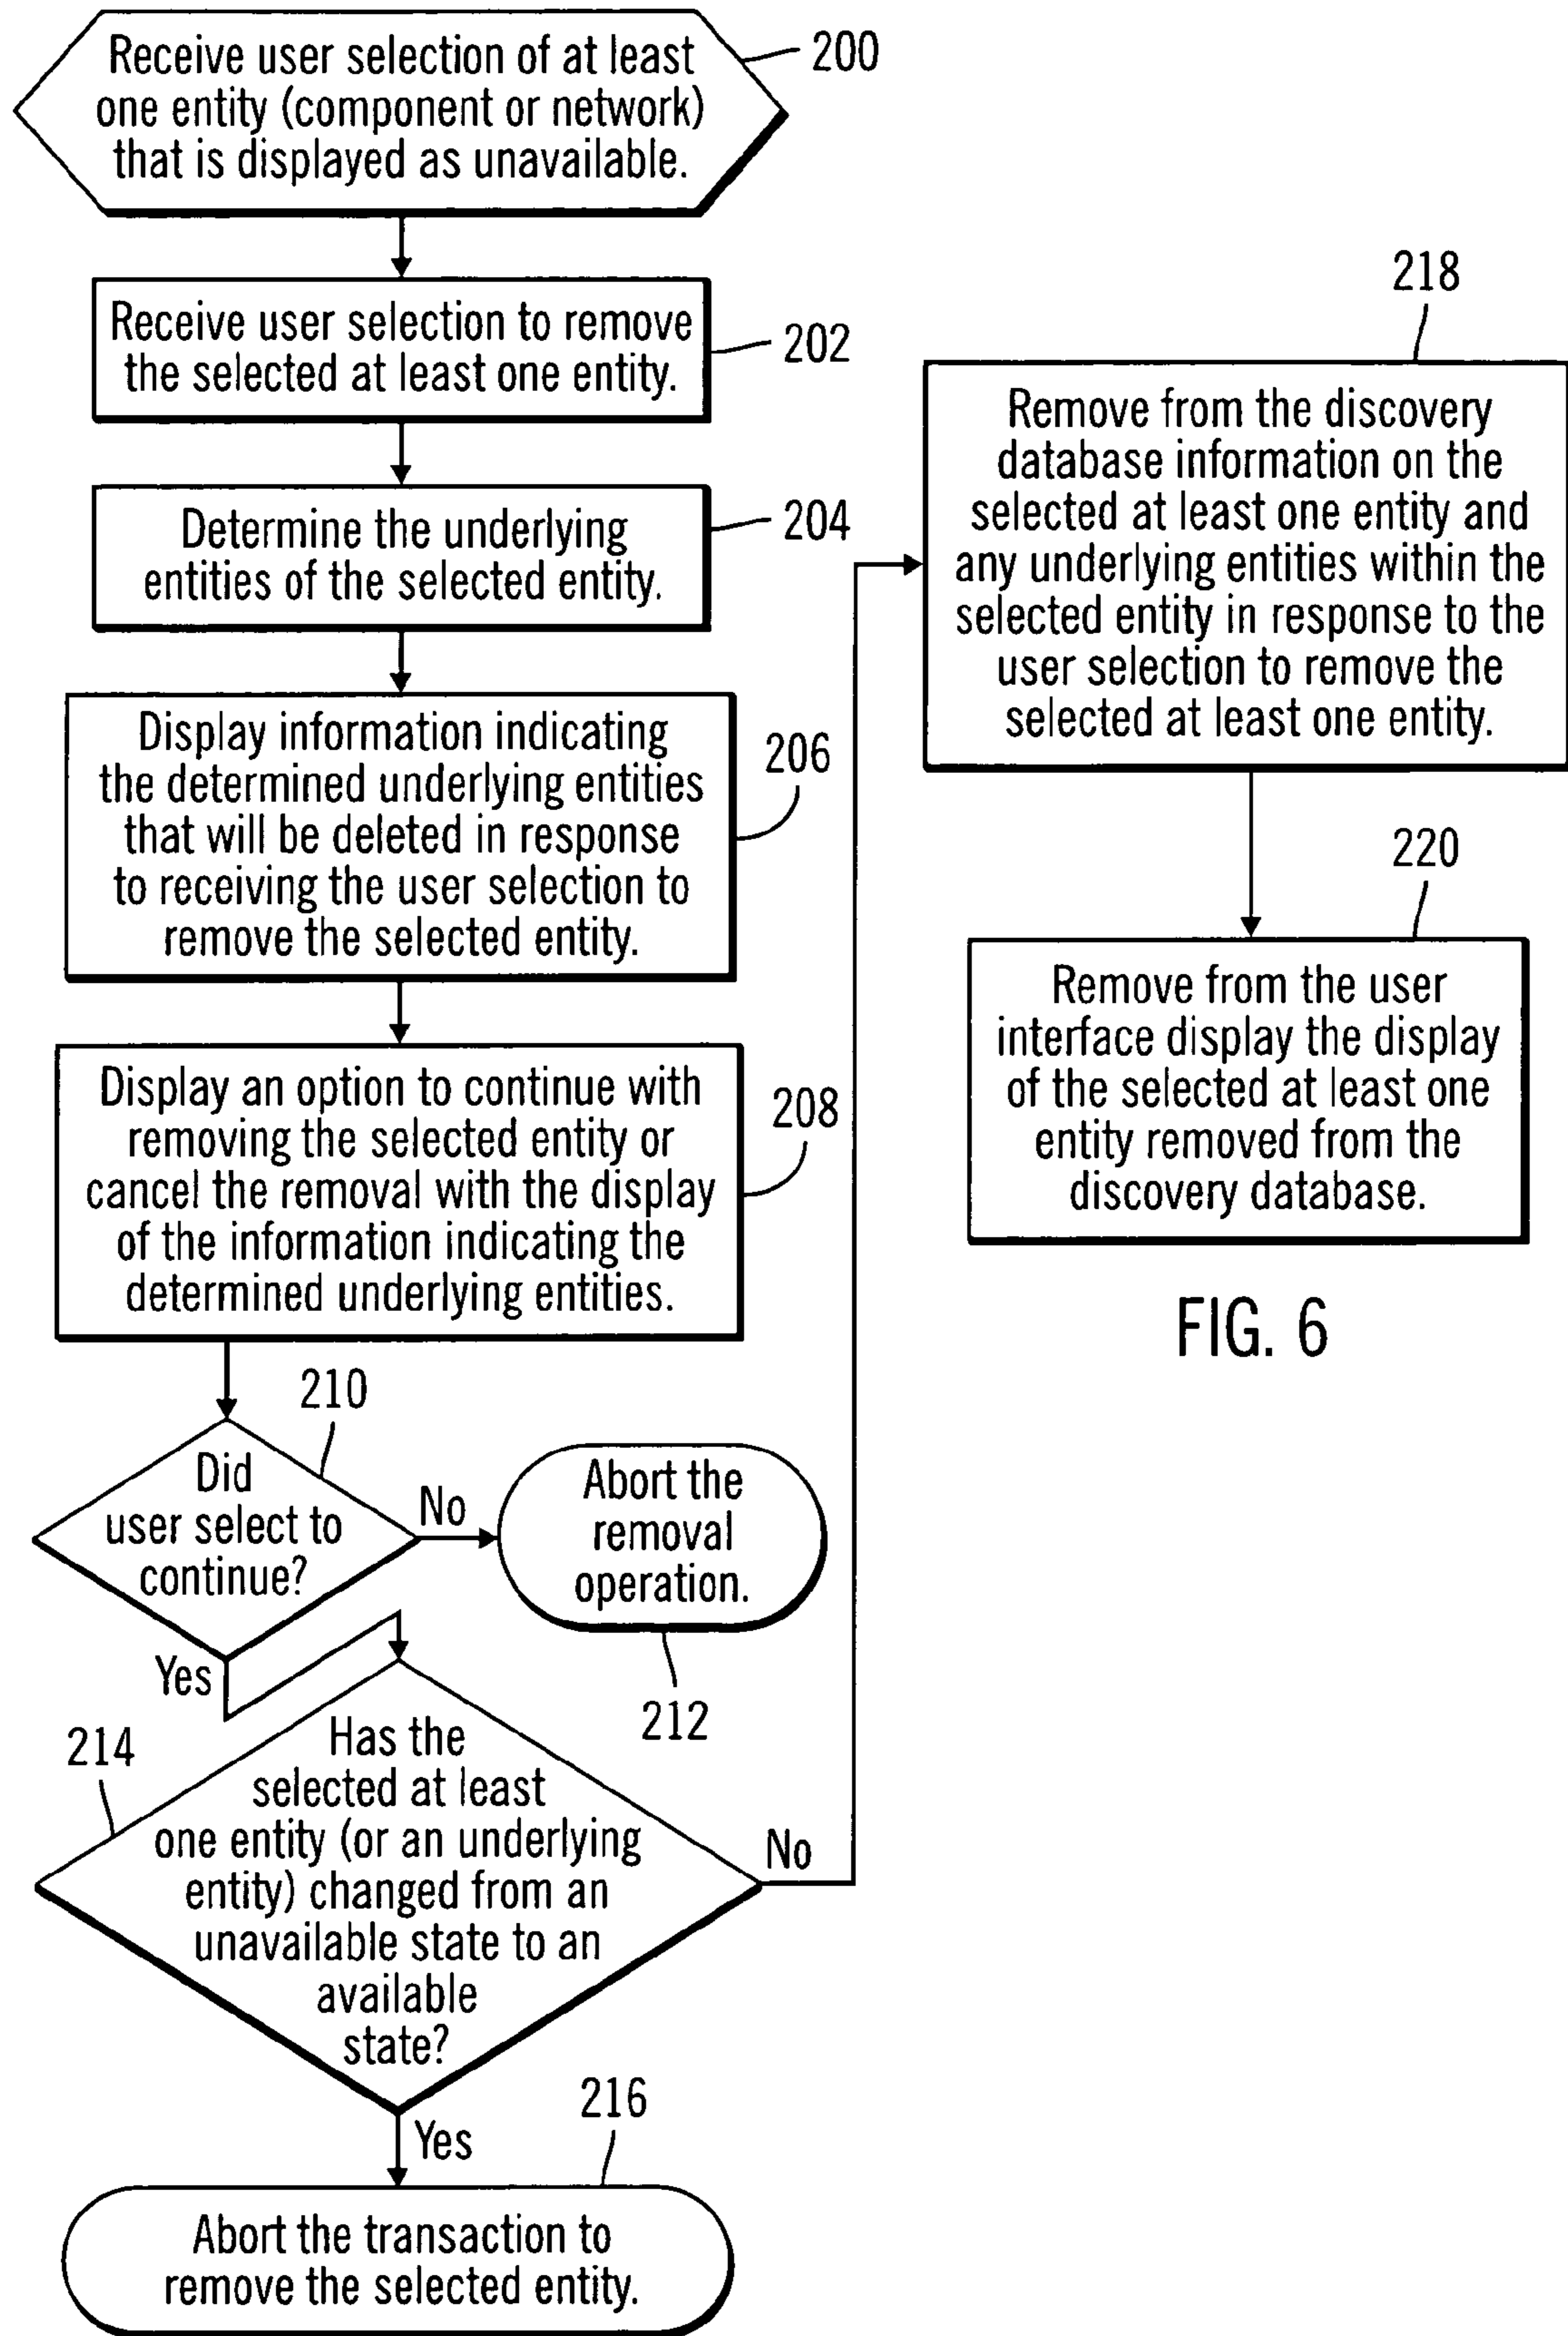 Receive user selection of at least
one entity (component or network)
that is displayed as unavailable.
200
Receive user selection to remove
the selected at least one entity.
202
Determine the underlying
entities of the selected entity.
204
Display information indicating
the determined underlying entities
that will be deleted in response
to receiving the user selection to
remove the selected entity.
206
Display an option to continue with
removing the selected entity or
cancel the removal with the display
of the information indicating the
determined underlying entities.
208
210
Did
user select to
continue?
No
Abort the
removal
operation.
212
Yes
214
Has the
selected at least
one entity (or an underlying
entity) changed from an
unavailable state to an
available
state?
No
Yes
216
Abort the transaction to
remove the selected entity.
218
Remove from the discovery
database information on the
selected at least one entity and
any underlying entities within the
selected entity in response to the
user selection to remove the
selected at least one entity.
220
Remove from the user
interface display the display
of the selected at least one
entity removed from the
discovery database.
FIG. 6